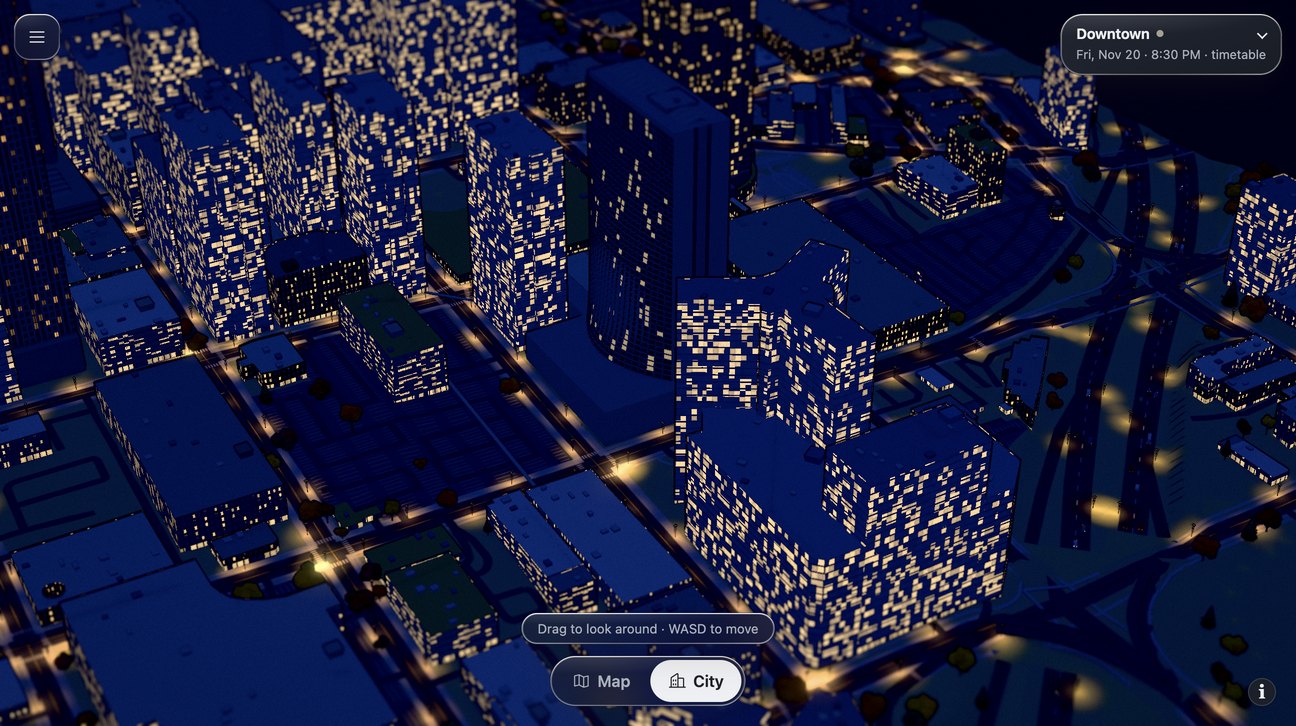 Downtown
Fri, Nov 20 · 8:30 PM · timetable
Drag to look around · WASD to move
Map
City
i